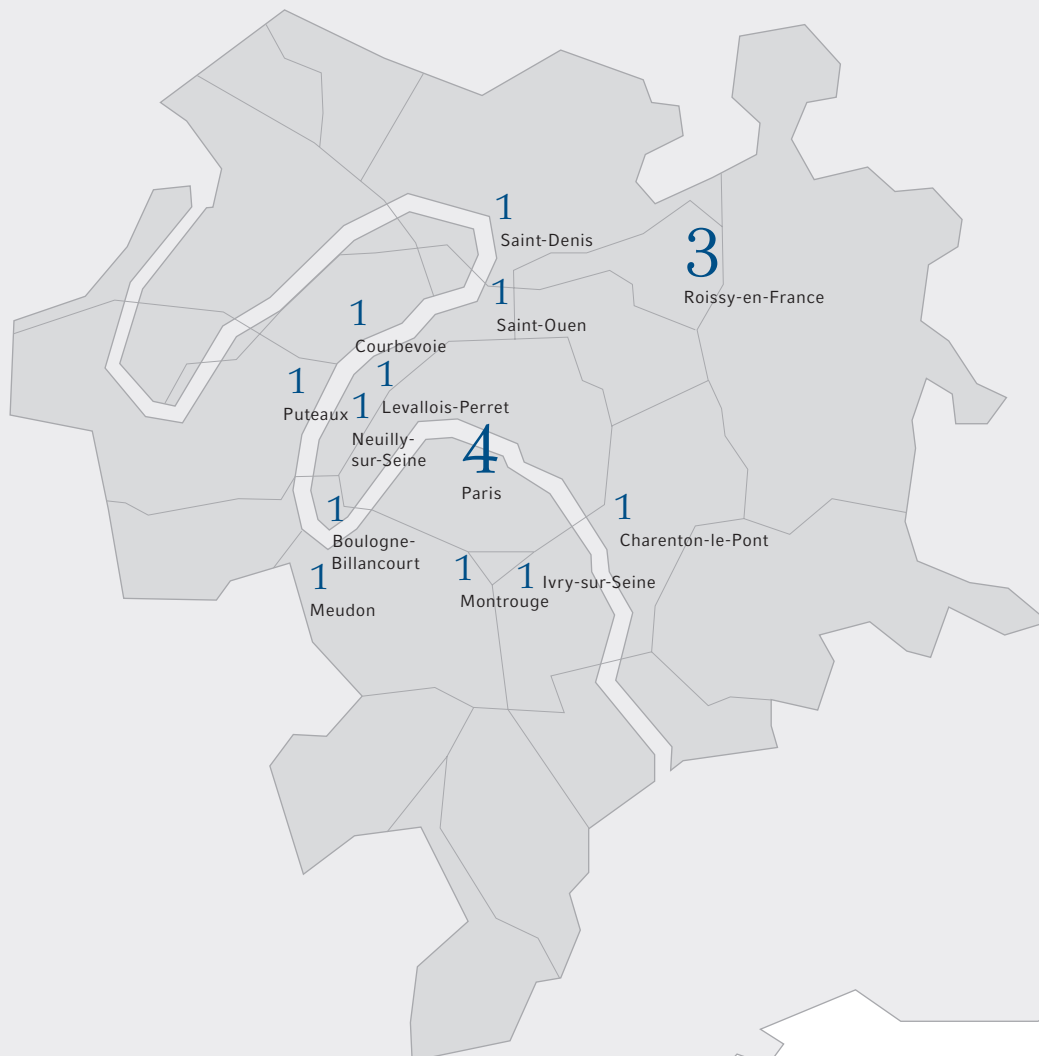 1
Saint-Denis
3
Roissy-en-France
1
Saint-Ouen
1
Courbevoie
1
Puteaux
1
Levallois-Perret
1
Neuilly-
sur-Seine
4
Paris
1
Boulogne-
Billancourt
1
Charenton-le-Pont
1
Meudon
1
Montrouge
1
Ivry-sur-Seine